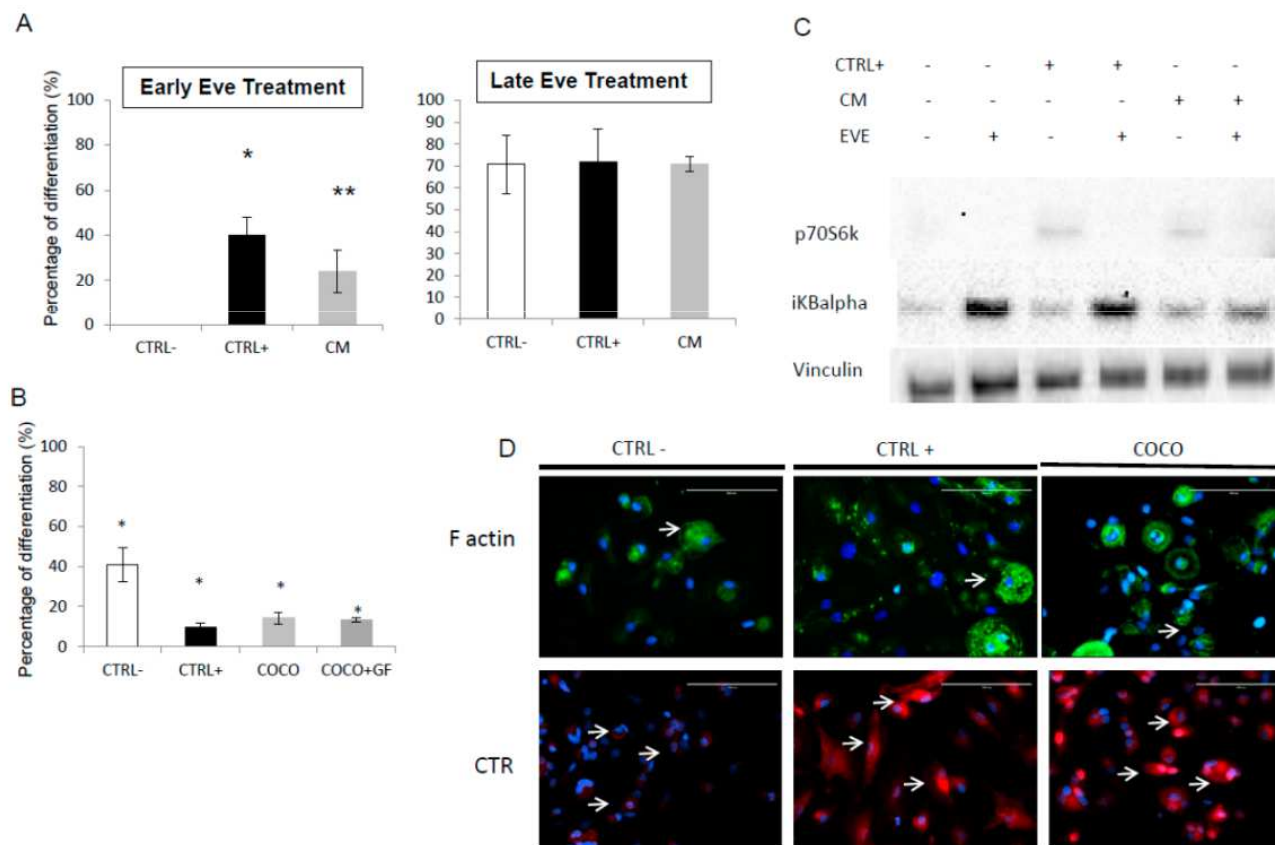 A
Early Eve Treatment
Percentage of differentiation (%)
100
80
60
40
20
0
*
**
CTRL-
CTRL+
CM
Late Eve Treatment
100
90
80
70
60
50
40
30
20
10
0
CTRL-
CTRL+
CM
B
Percentage of differentiation (%)
100
80
60
40
20
0
*
*
*
*
CTRL-
CTRL+
COCO
COCO+GF
C
CTRL+ - - + + - -
CM - - - - + +
EVE - + - + - +
p70S6k
iKBalpha
Vinculin
D
CTRL -
CTRL +
COCO
F actin
CTR